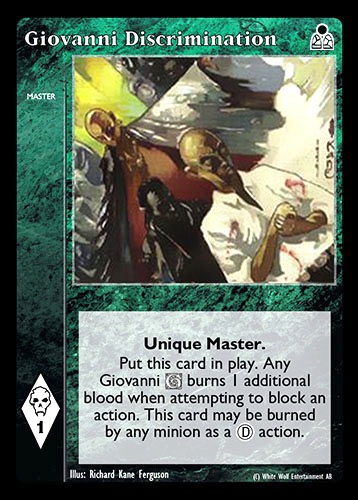 Giovanni Discrimination
MASTER
Unique Master.
Put this card in play. Any
Giovanni G burns 1 additional
blood when attempting to block an
action. This card may be burned
by any minion as a D action.
1
Illus: Richard Kane Ferguson
(C) White Wolf Entertainment AB